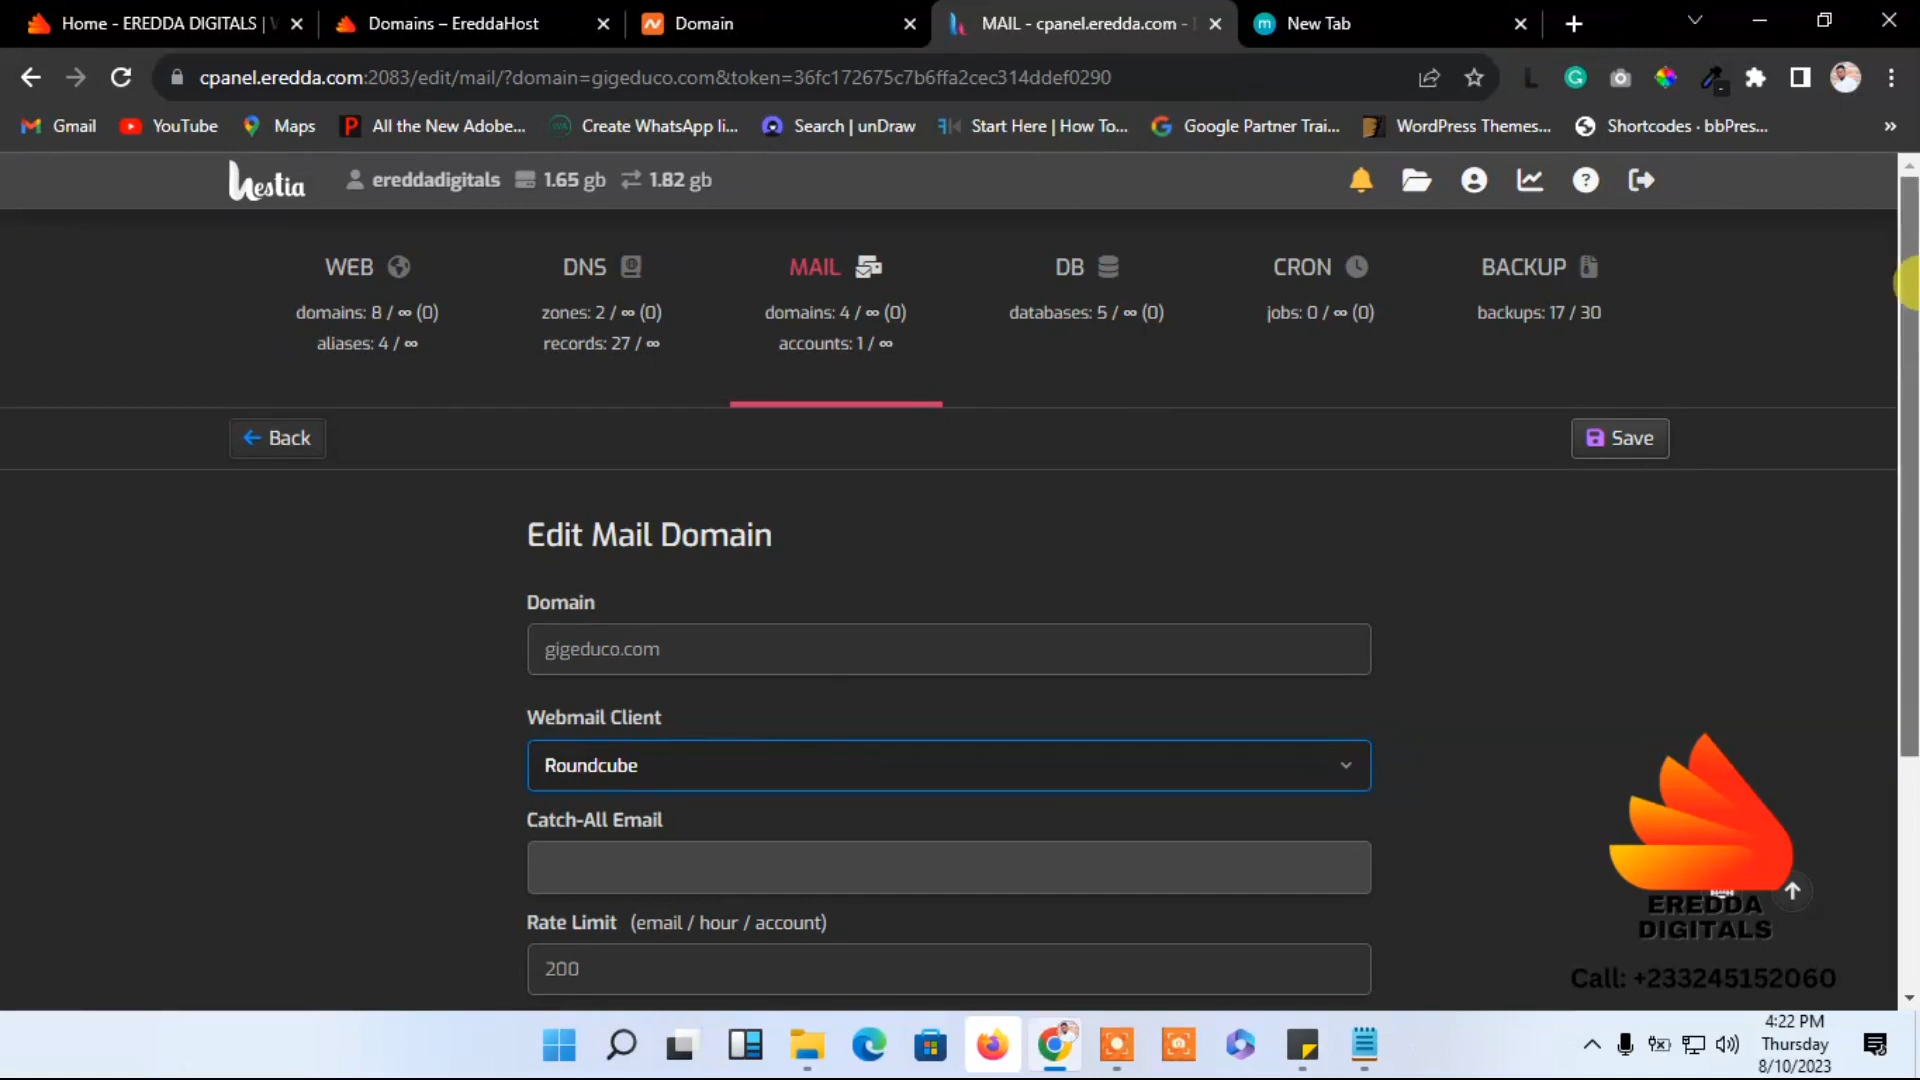 Home - EREDDA DIGITALS |
Domains – EreddaHost
Domain
MAIL - cpanel.eredda.com -
New Tab
cpanel.eredda.com:2083/edit/mail/?domain=gigeduco.com&token=36fc172675c7b6ffa2cec314ddef0290
Gmail
YouTube
Maps
All the New Adobe...
Create WhatsApp li...
Search | unDraw
Start Here | How To...
Google Partner Trai...
WordPress Themes...
Shortcodes · bbPres...
hestia
ereddadigitals
1.65 gb
1.82 gb
WEB
domains: 8 / ∞ (0)
aliases: 4 / ∞
DNS
zones: 2 / ∞ (0)
records: 27 / ∞
MAIL
domains: 4 / ∞ (0)
accounts: 1 / ∞
DB
databases: 5 / ∞ (0)
CRON
jobs: 0 / ∞ (0)
BACKUP
backups: 17 / 30
Back
Save
Edit Mail Domain
Domain
gigeduco.com
Webmail Client
Roundcube
Catch-All Email
Rate Limit (email / hour / account)
200
EREDDA
DIGITALS
Call: +233245152060
4:22 PM
Thursday
8/10/2023